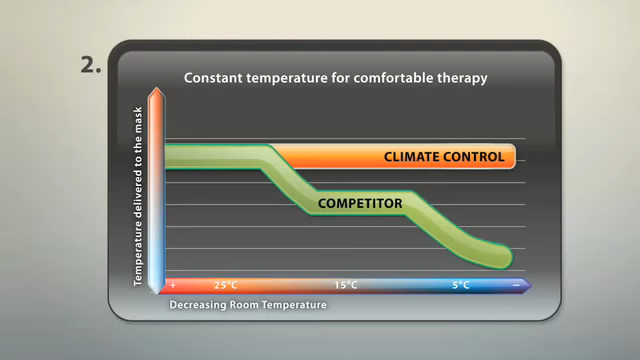 2.
Constant temperature for comfortable therapy
Temperature delivered to the mask
CLIMATE CONTROL
COMPETITOR
+ 25°C 15°C 5°C −
Decreasing Room Temperature